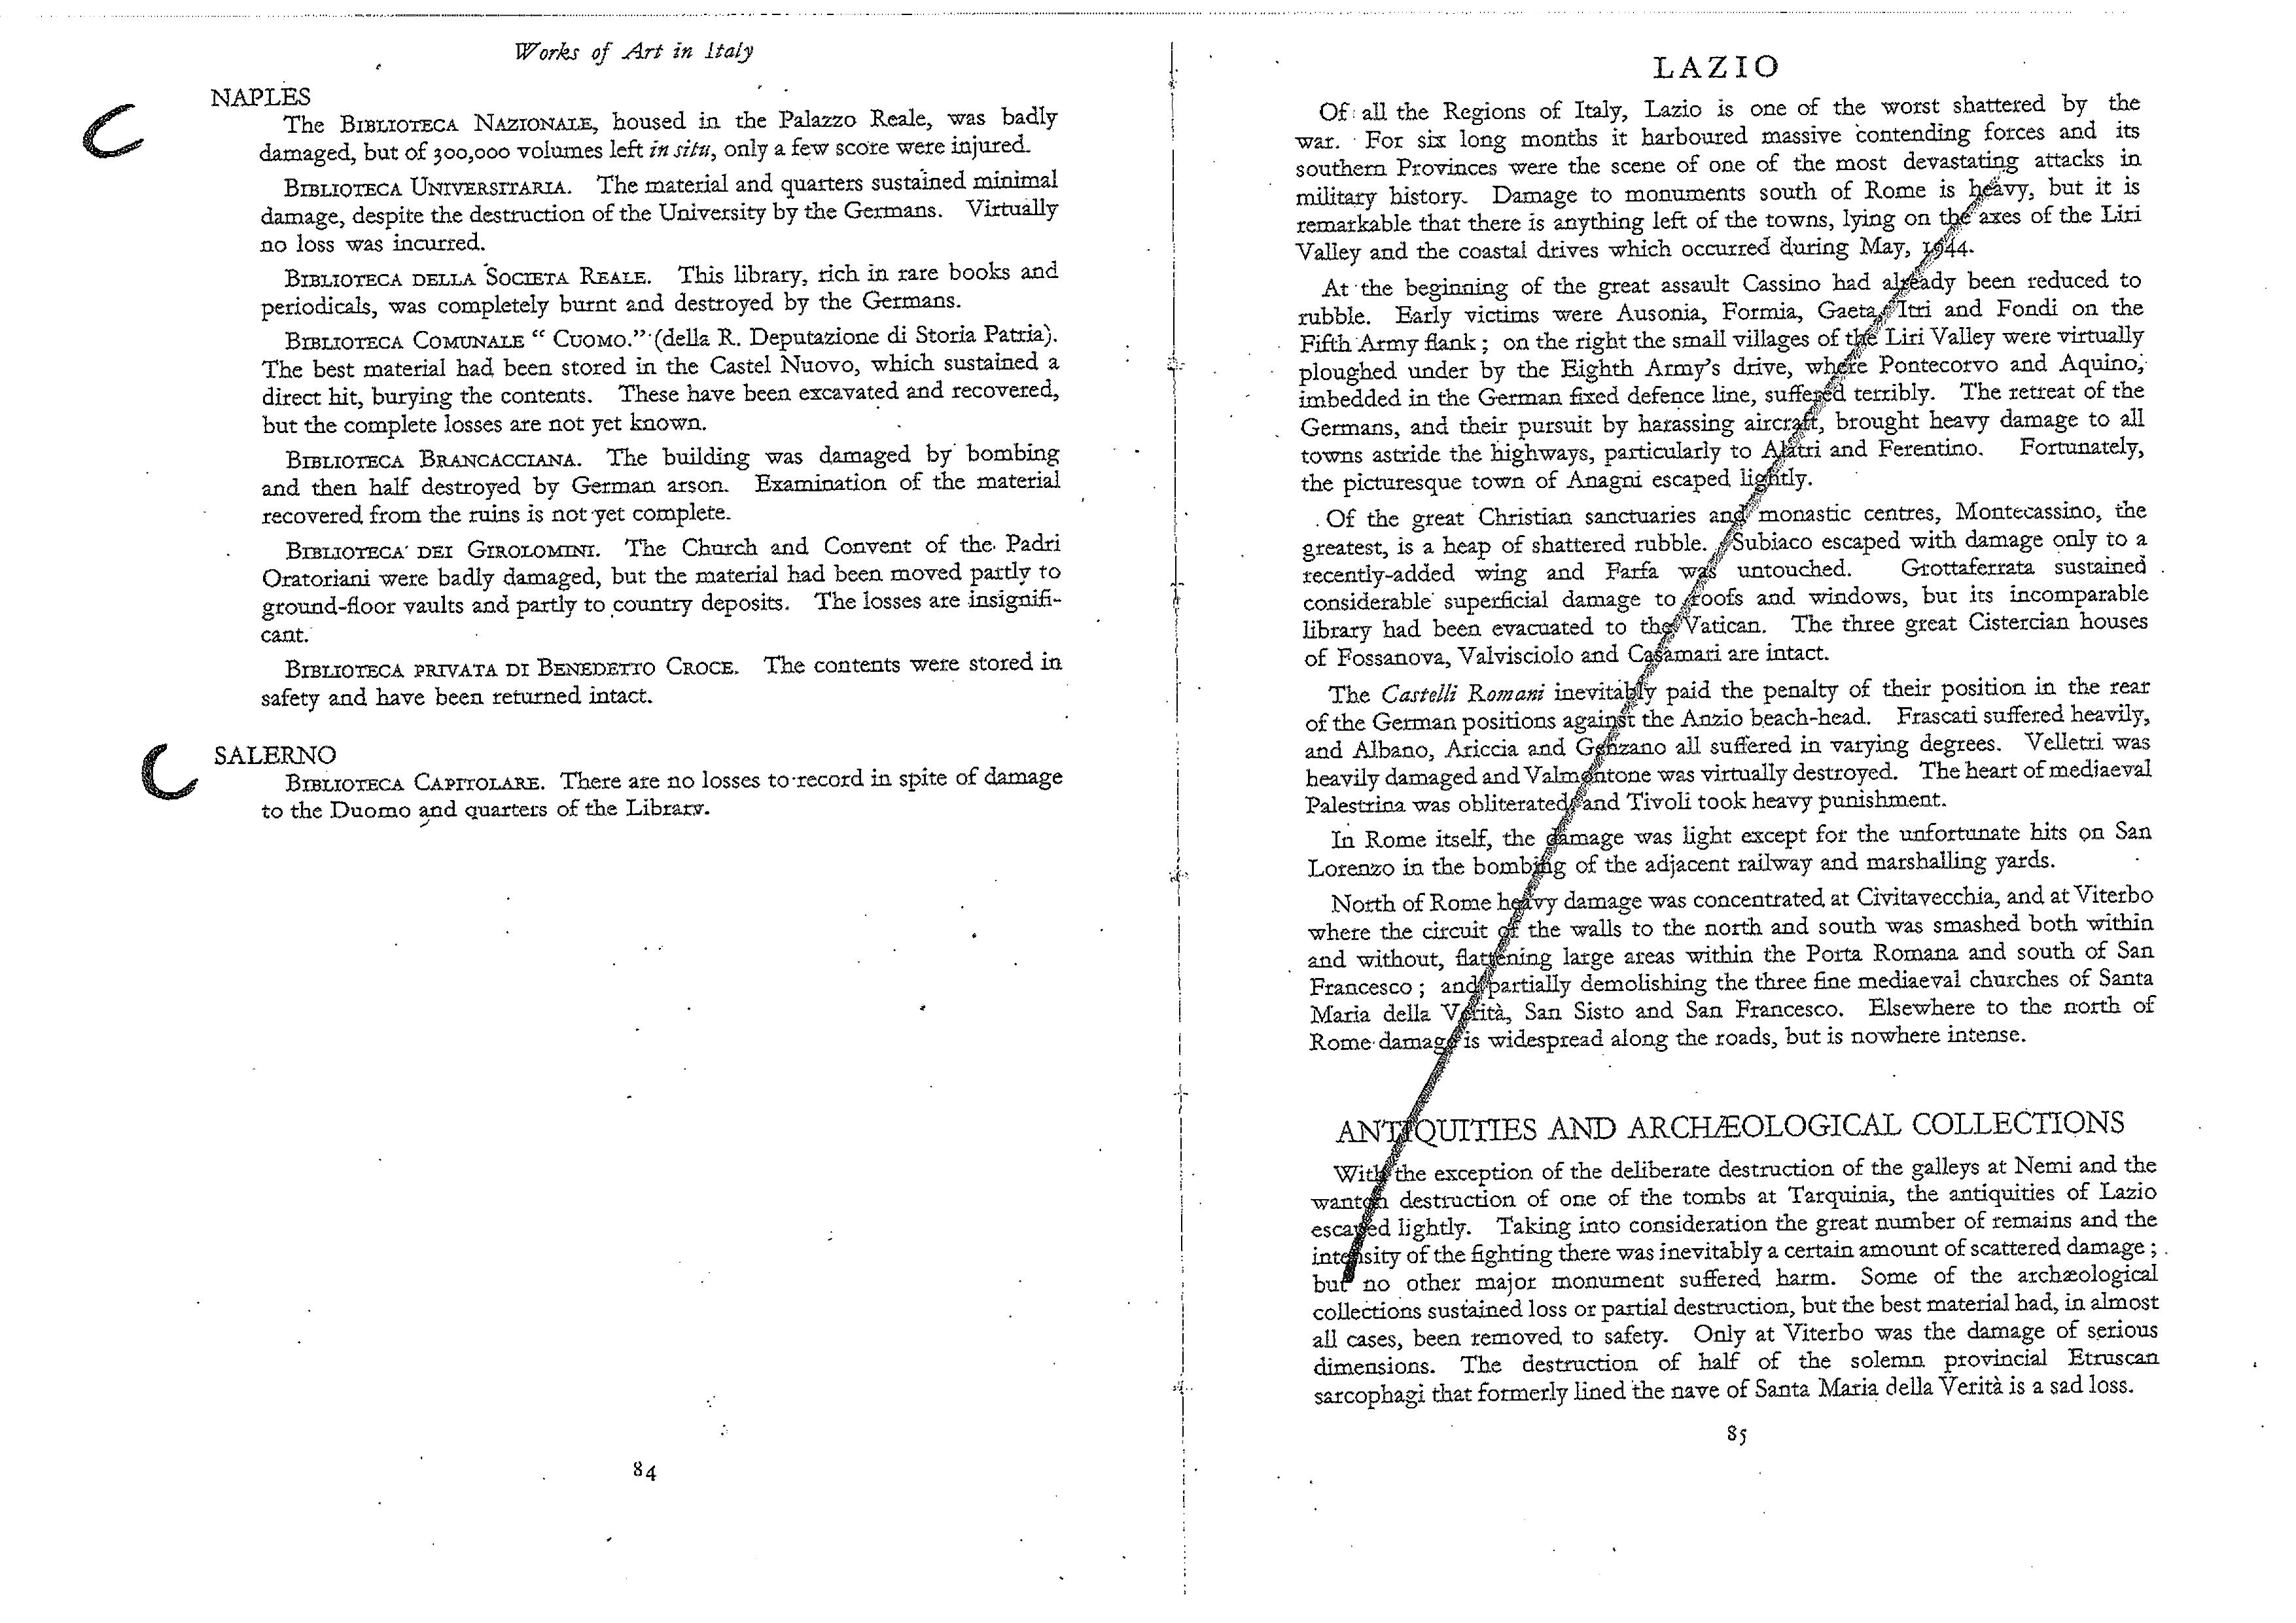 Works of Art in Italy
NAPLES
The BIBLIOTECA NAZIONALE, housed in the Palazzo Reale, was badly
damaged, but of 300,000 volumes left in situ, only a few score were injured.
BIBLIOTECA UNIVERSITARIA. The material and quarters sustained minimal
damage, despite the destruction of the University by the Germans. Virtually
no loss was incurred.
BIBLIOTECA DELLA SOCIETA REALE. This library, rich in rare books and
periodicals, was completely burnt and destroyed by the Germans.
BIBLIOTECA COMUNALE “ CUOMO.” (della R. Deputazione di Storia Patria).
The best material had been stored in the Castel Nuovo, which sustained a
direct hit, burying the contents. These have been excavated and recovered,
but the complete losses are not yet known.
BIBLIOTECA BRANCACCIANA. The building was damaged by bombing
and then half destroyed by German arson. Examination of the material
recovered from the ruins is not yet complete.
BIBLIOTECA DEI GIROLOMINI. The Church and Convent of the Padri
Oratoriani were badly damaged, but the material had been moved partly to
ground-floor vaults and partly to country deposits. The losses are insignifi-
cant.
BIBLIOTECA PRIVATA DI BENEDETTO CROCE. The contents were stored in
safety and have been returned intact.
SALERNO
BIBLIOTECA CAPITOLARE. There are no losses to record in spite of damage
to the Duomo and quarters of the Library.
84
LAZIO
Of all the Regions of Italy, Lazio is one of the worst shattered by the
war. For six long months it harboured massive contending forces and its
southern Provinces were the scene of one of the most devastating attacks in
military history. Damage to monuments south of Rome is heavy, but it is
remarkable that there is anything left of the towns, lying on the axes of the Liri
Valley and the coastal drives which occurred during May, 1944.
At the beginning of the great assault Cassino had already been reduced to
rubble. Early victims were Ausonia, Formia, Gaeta, Itri and Fondi on the
Fifth Army flank ; on the right the small villages of the Liri Valley were virtually
ploughed under by the Eighth Army's drive, where Pontecorvo and Aquino,
imbedded in the German fixed defence line, suffered terribly. The retreat of the
Germans, and their pursuit by harassing aircraft, brought heavy damage to all
towns astride the highways, particularly to Alatri and Ferentino. Fortunately,
the picturesque town of Anagni escaped lightly.
Of the great Christian sanctuaries and monastic centres, Montecassino, the
greatest, is a heap of shattered rubble. Subiaco escaped with damage only to a
recently-added wing and Farfa was untouched. Grottaferrata sustained
considerable superficial damage to roofs and windows, but its incomparable
library had been evacuated to the Vatican. The three great Cistercian houses
of Fossanova, Valvisciolo and Casamari are intact.
The Castelli Romani inevitably paid the penalty of their position in the rear
of the German positions against the Anzio beach-head. Frascati suffered heavily,
and Albano, Ariccia and Genzano all suffered in varying degrees. Velletri was
heavily damaged and Valmontone was virtually destroyed. The heart of mediaeval
Palestrina was obliterated, and Tivoli took heavy punishment.
In Rome itself, the damage was light except for the unfortunate hits on San
Lorenzo in the bombing of the adjacent railway and marshalling yards.
North of Rome heavy damage was concentrated at Civitavecchia, and at Viterbo
where the circuit of the walls to the north and south was smashed both within
and without, flattening large areas within the Porta Romana and south of San
Francesco ; and partially demolishing the three fine mediaeval churches of Santa
Maria della Verità, San Sisto and San Francesco. Elsewhere to the north of
Rome damage is widespread along the roads, but is nowhere intense.
ANTIQUITIES AND ARCHÆOLOGICAL COLLECTIONS
With the exception of the deliberate destruction of the galleys at Nemi and the
wanton destruction of one of the tombs at Tarquinia, the antiquities of Lazio
escaped lightly. Taking into consideration the great number of remains and the
intensity of the fighting there was inevitably a certain amount of scattered damage ;
but no other major monument suffered harm. Some of the archæological
collections sustained loss or partial destruction, but the best material had, in almost
all cases, been removed to safety. Only at Viterbo was the damage of serious
dimensions. The destruction of half of the solemn provincial Etruscan
sarcophagi that formerly lined the nave of Santa Maria della Verità is a sad loss.
85